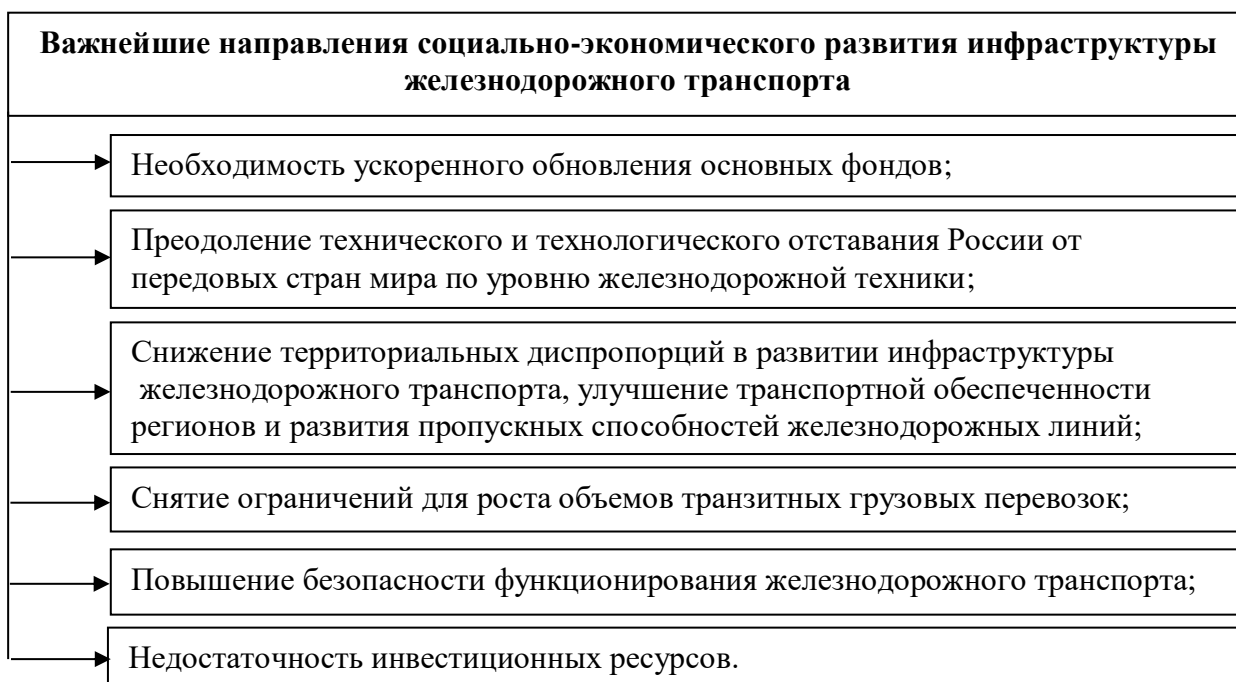 Важнейшие направления социально-экономического развития инфраструктуры
железнодорожного транспорта
Необходимость ускоренного обновления основных фондов;
Преодоление технического и технологического отставания России от
передовых стран мира по уровню железнодорожной техники;
Снижение территориальных диспропорций в развитии инфраструктуры
железнодорожного транспорта, улучшение транспортной обеспеченности
регионов и развития пропускных способностей железнодорожных линий;
Снятие ограничений для роста объемов транзитных грузовых перевозок;
Повышение безопасности функционирования железнодорожного транспорта;
Недостаточность инвестиционных ресурсов.